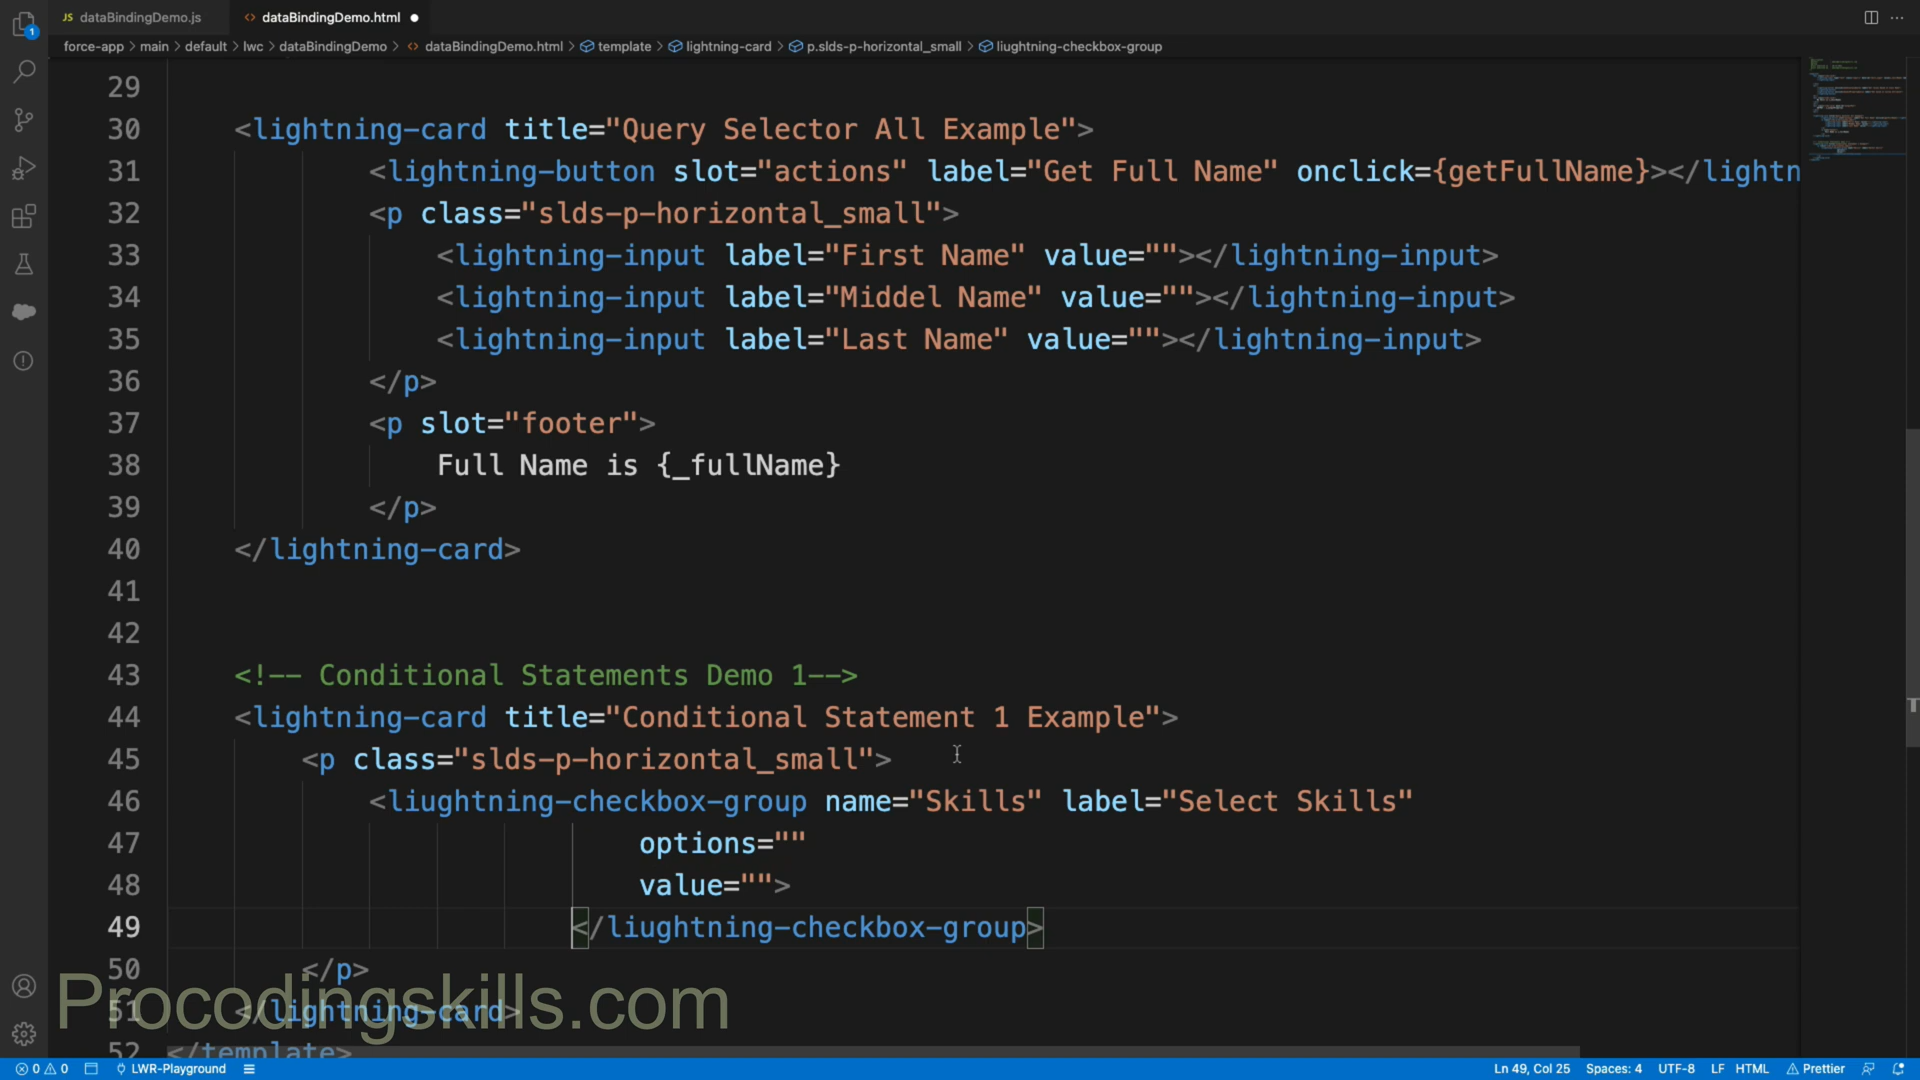 JS dataBindingDemo.js <> dataBindingDemo.html
force-app > main > default > lwc > dataBindingDemo > <> dataBindingDemo.html > template > lightning-card > p.slds-p-horizontal_small > liughtning-checkbox-group
29
30 <lightning-card title="Query Selector All Example">
31 <lightning-button slot="actions" label="Get Full Name" onclick={getFullName}></lightn
32 <p class="slds-p-horizontal_small">
33 <lightning-input label="First Name" value=""></lightning-input>
34 <lightning-input label="Middel Name" value=""></lightning-input>
35 <lightning-input label="Last Name" value=""></lightning-input>
36 </p>
37 <p slot="footer">
38 Full Name is {_fullName}
39 </p>
40 </lightning-card>
41
42
43 <!-- Conditional Statements Demo 1-->
44 <lightning-card title="Conditional Statement 1 Example">
45 <p class="slds-p-horizontal_small">
46 <liughtning-checkbox-group name="Skills" label="Select Skills"
47 options=""
48 value="">
49 </liughtning-checkbox-group>
50 </p>
51 </lightning-card>
Procodingskills.com
52 </template>
0 0 LWR-Playground Ln 49, Col 25 Spaces: 4 UTF-8 LF HTML Prettier